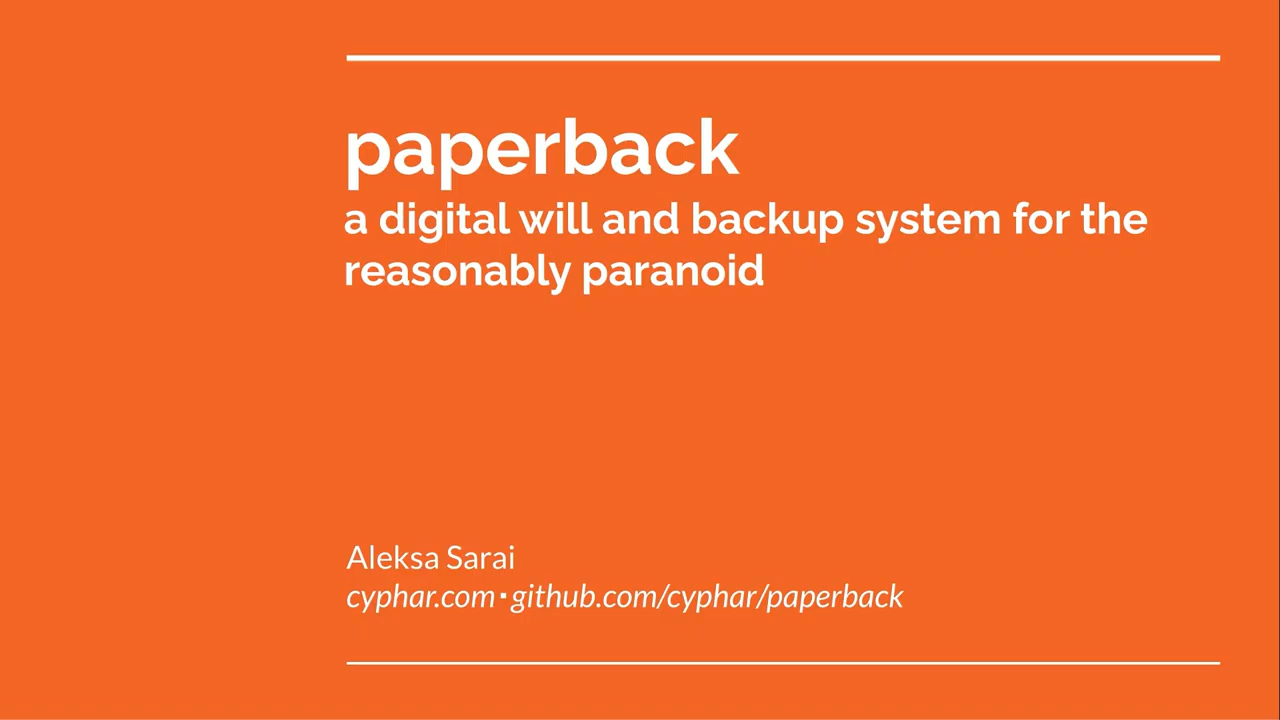 paperback
a digital will and backup system for the
reasonably paranoid
Aleksa Sarai
cyphar.com · github.com/cyphar/paperback